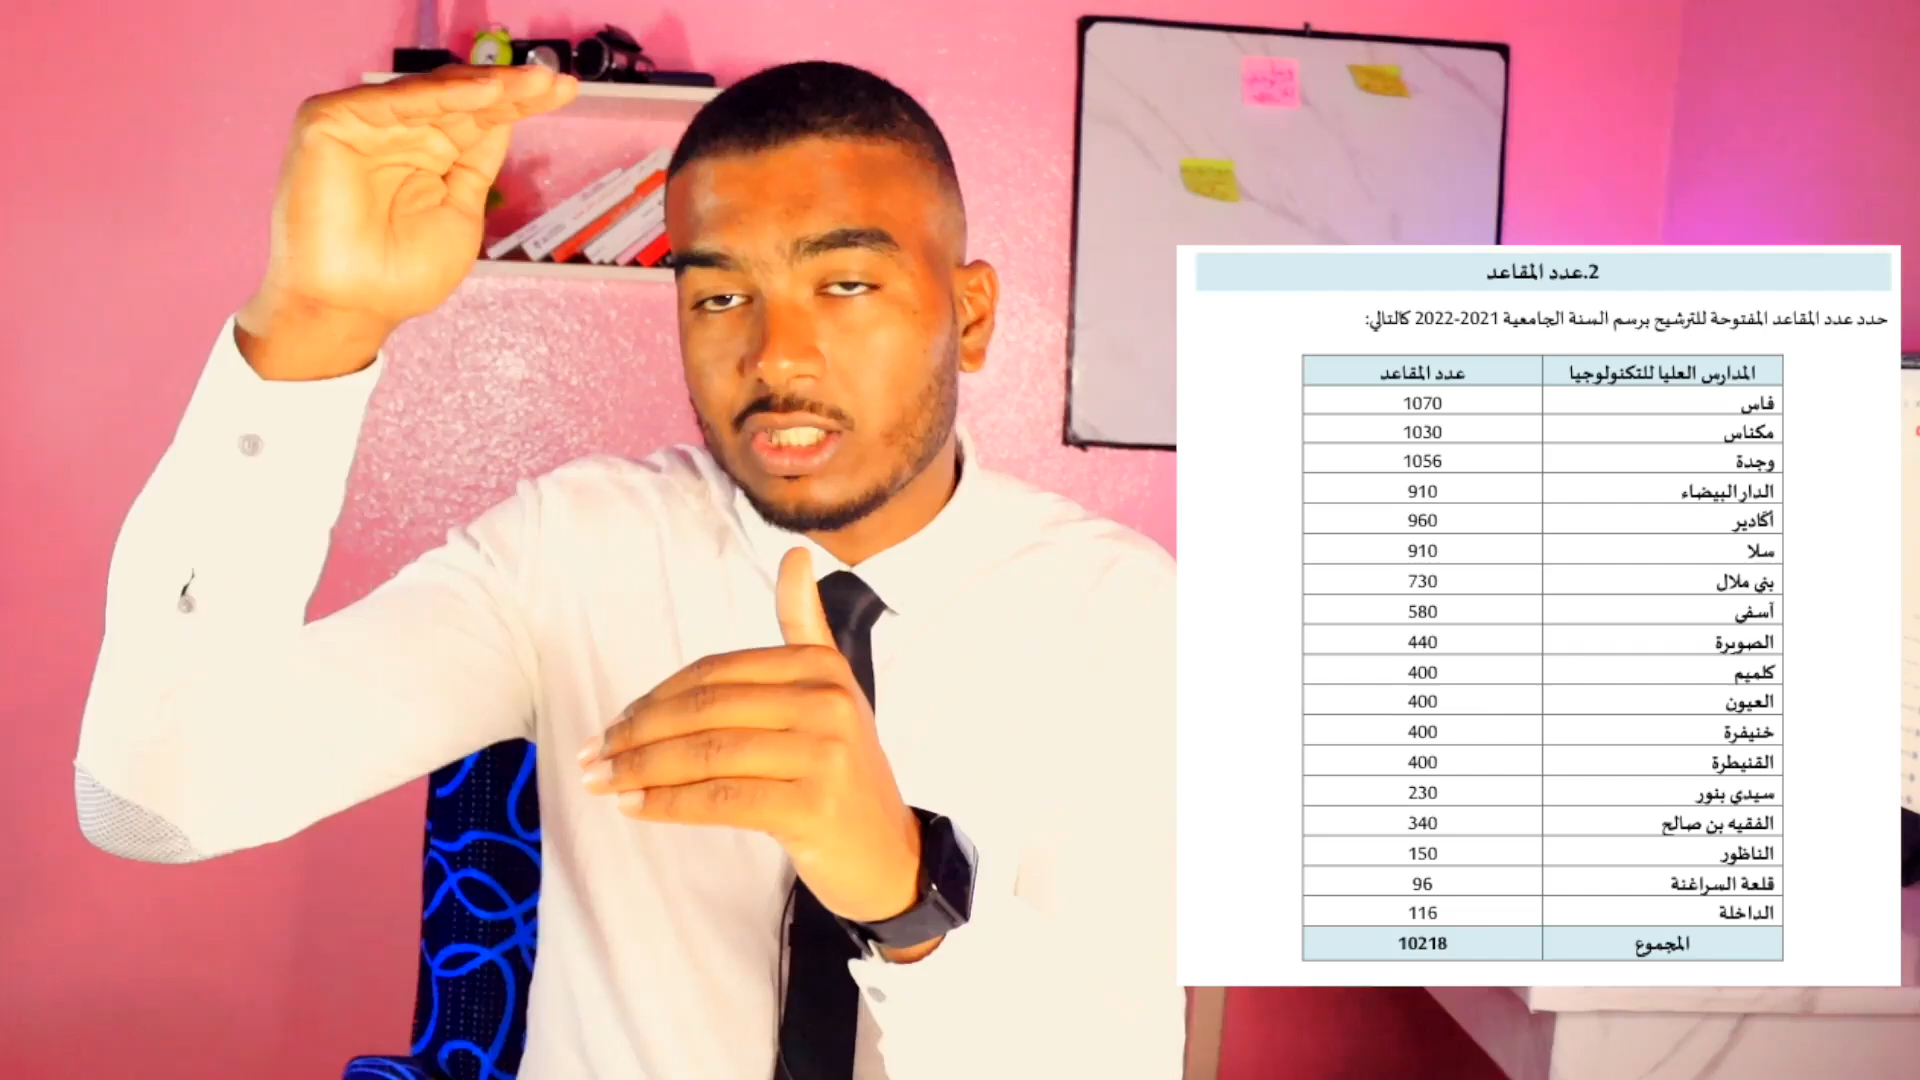 2.عدد المقاعد
حدد عدد المقاعد المفتوحة للترشيح برسم السنة الجامعية 2021-2022 كالتالي:
المدارس العليا للتكنولوجيا عدد المقاعد
فاس 1070
مكناس 1030
وجدة 1056
الدار البيضاء 910
أكادير 960
سلا 910
بني ملال 730
آسفي 580
الصويرة 440
كلميم 400
العيون 400
خنيفرة 400
القنيطرة 400
سيدي بنور 230
الفقيه بن صالح 340
الناظور 150
قلعة السراغنة 96
الداخلة 116
المجموع 10218